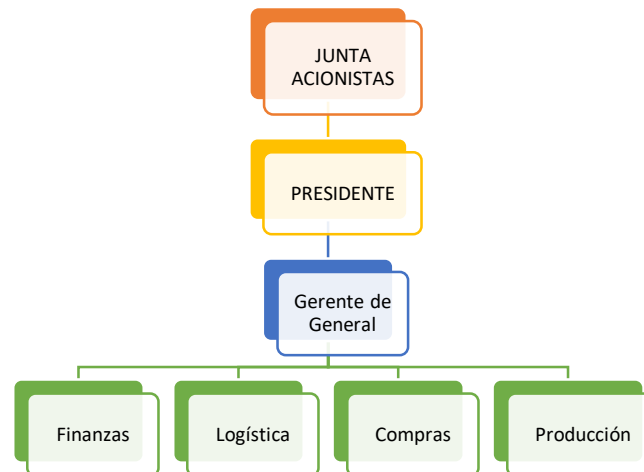 JUNTA
ACIONISTAS
PRESIDENTE
Gerente de
General
Finanzas
Logística
Compras
Producción